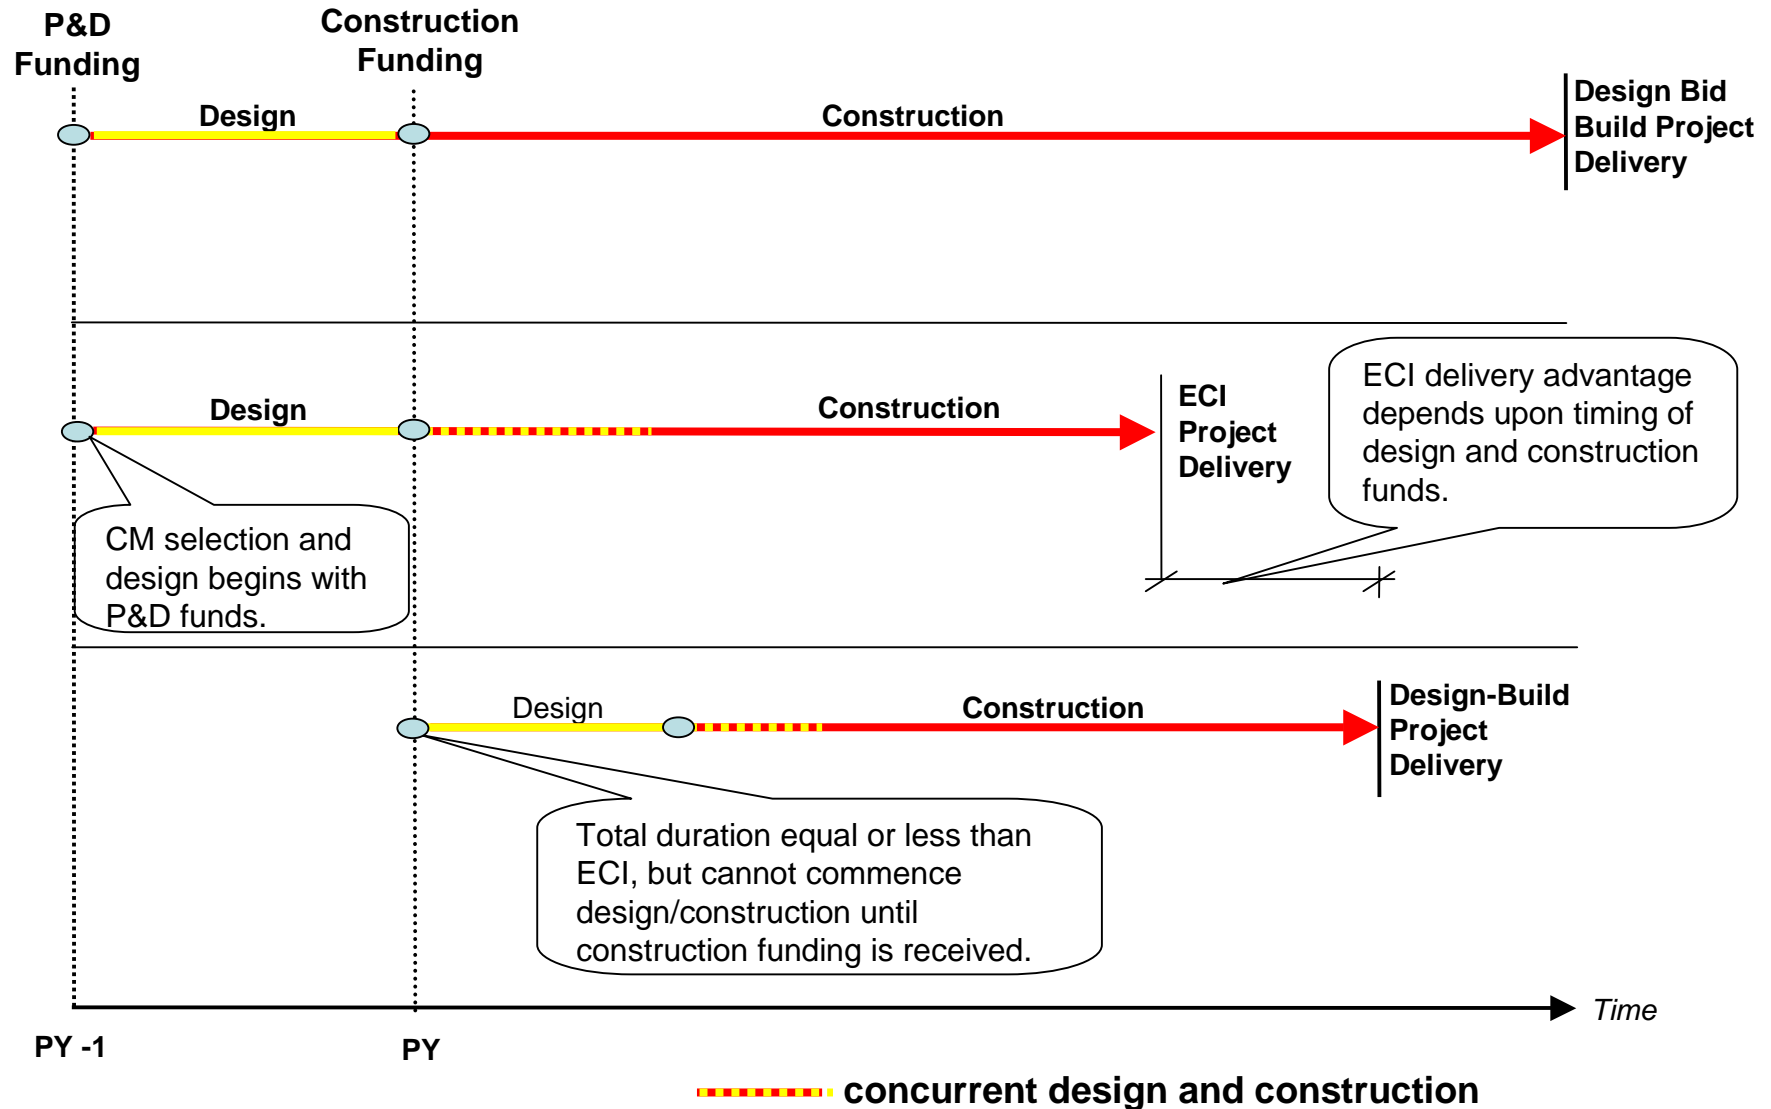 P&D
Funding
Construction
Funding
Design
Construction
Design Bid
Build Project
Delivery
Design
Construction
ECI
Project
Delivery
ECI delivery advantage
depends upon timing of
design and construction
funds.
CM selection and
design begins with
P&D funds.
Design
Construction
Design-Build
Project
Delivery
Total duration equal or less than
ECI, but cannot commence
design/construction until
construction funding is received.
Time
PY -1
PY
concurrent design and construction